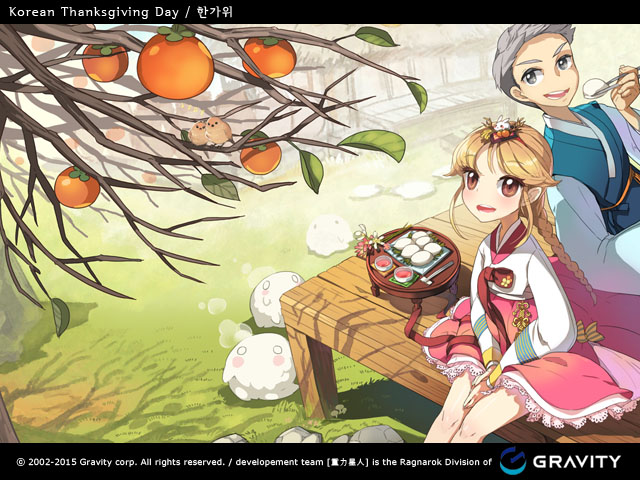 Korean Thanksgiving Day / 한가위
© 2002-2015 Gravity corp. All rights reserved. / developement team [重力星人] is the Ragnarok Division of GRAVITY